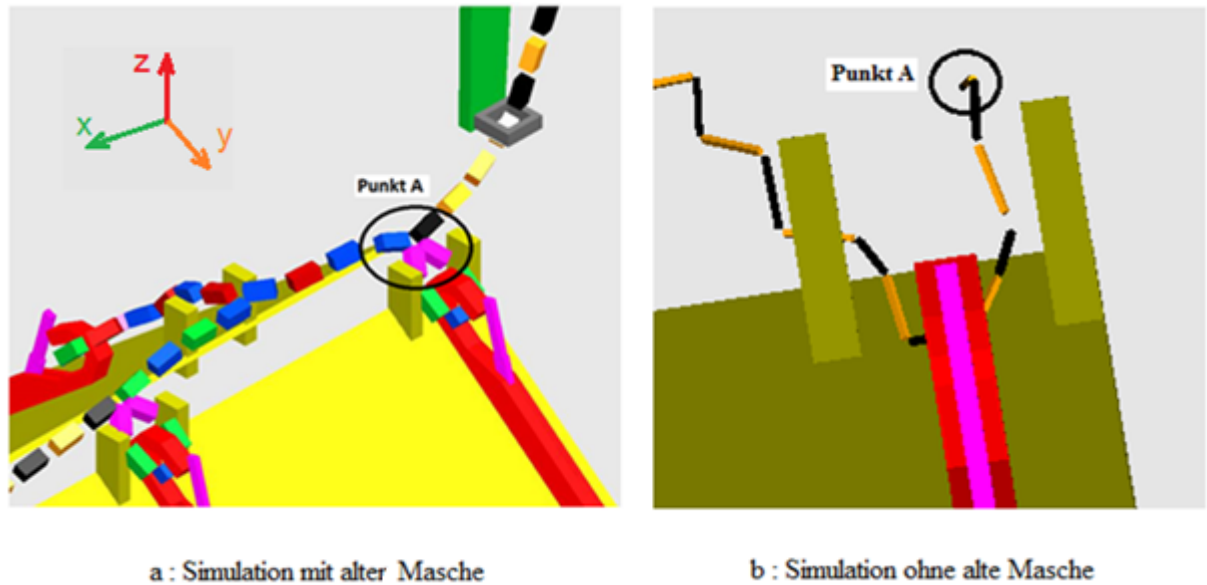 z
x
y
Punkt A
Punkt A
a : Simulation mit alter Masche
b : Simulation ohne alte Masche